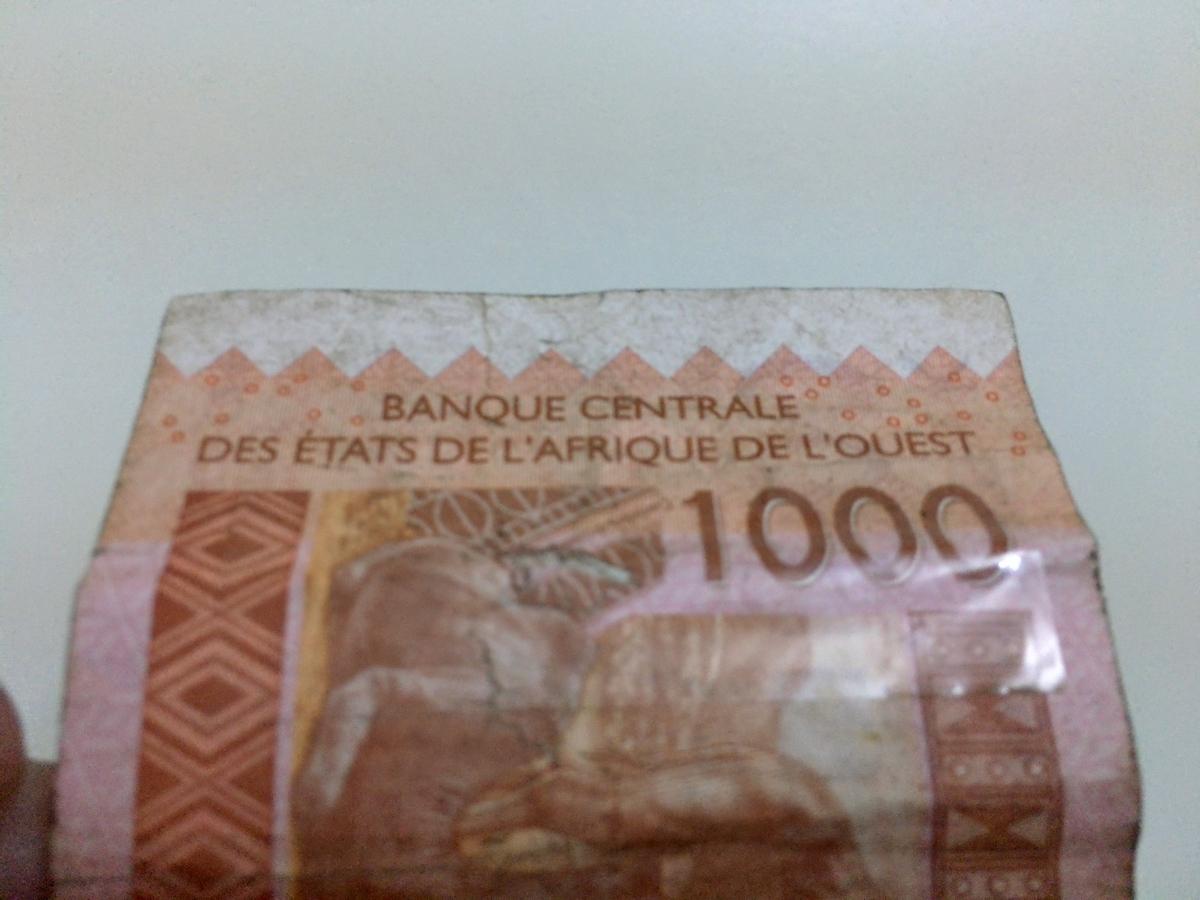 BANQUE CENTRALE
DES ÉTATS DE L'AFRIQUE DE L'OUEST
1000